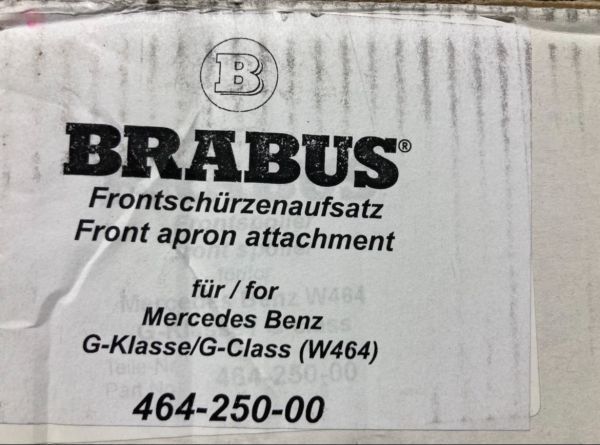 B
BRABUS®
Frontschürzenaufsatz
Front apron attachment
für / for
Mercedes Benz
G-Klasse/G-Class (W464)
464-250-00